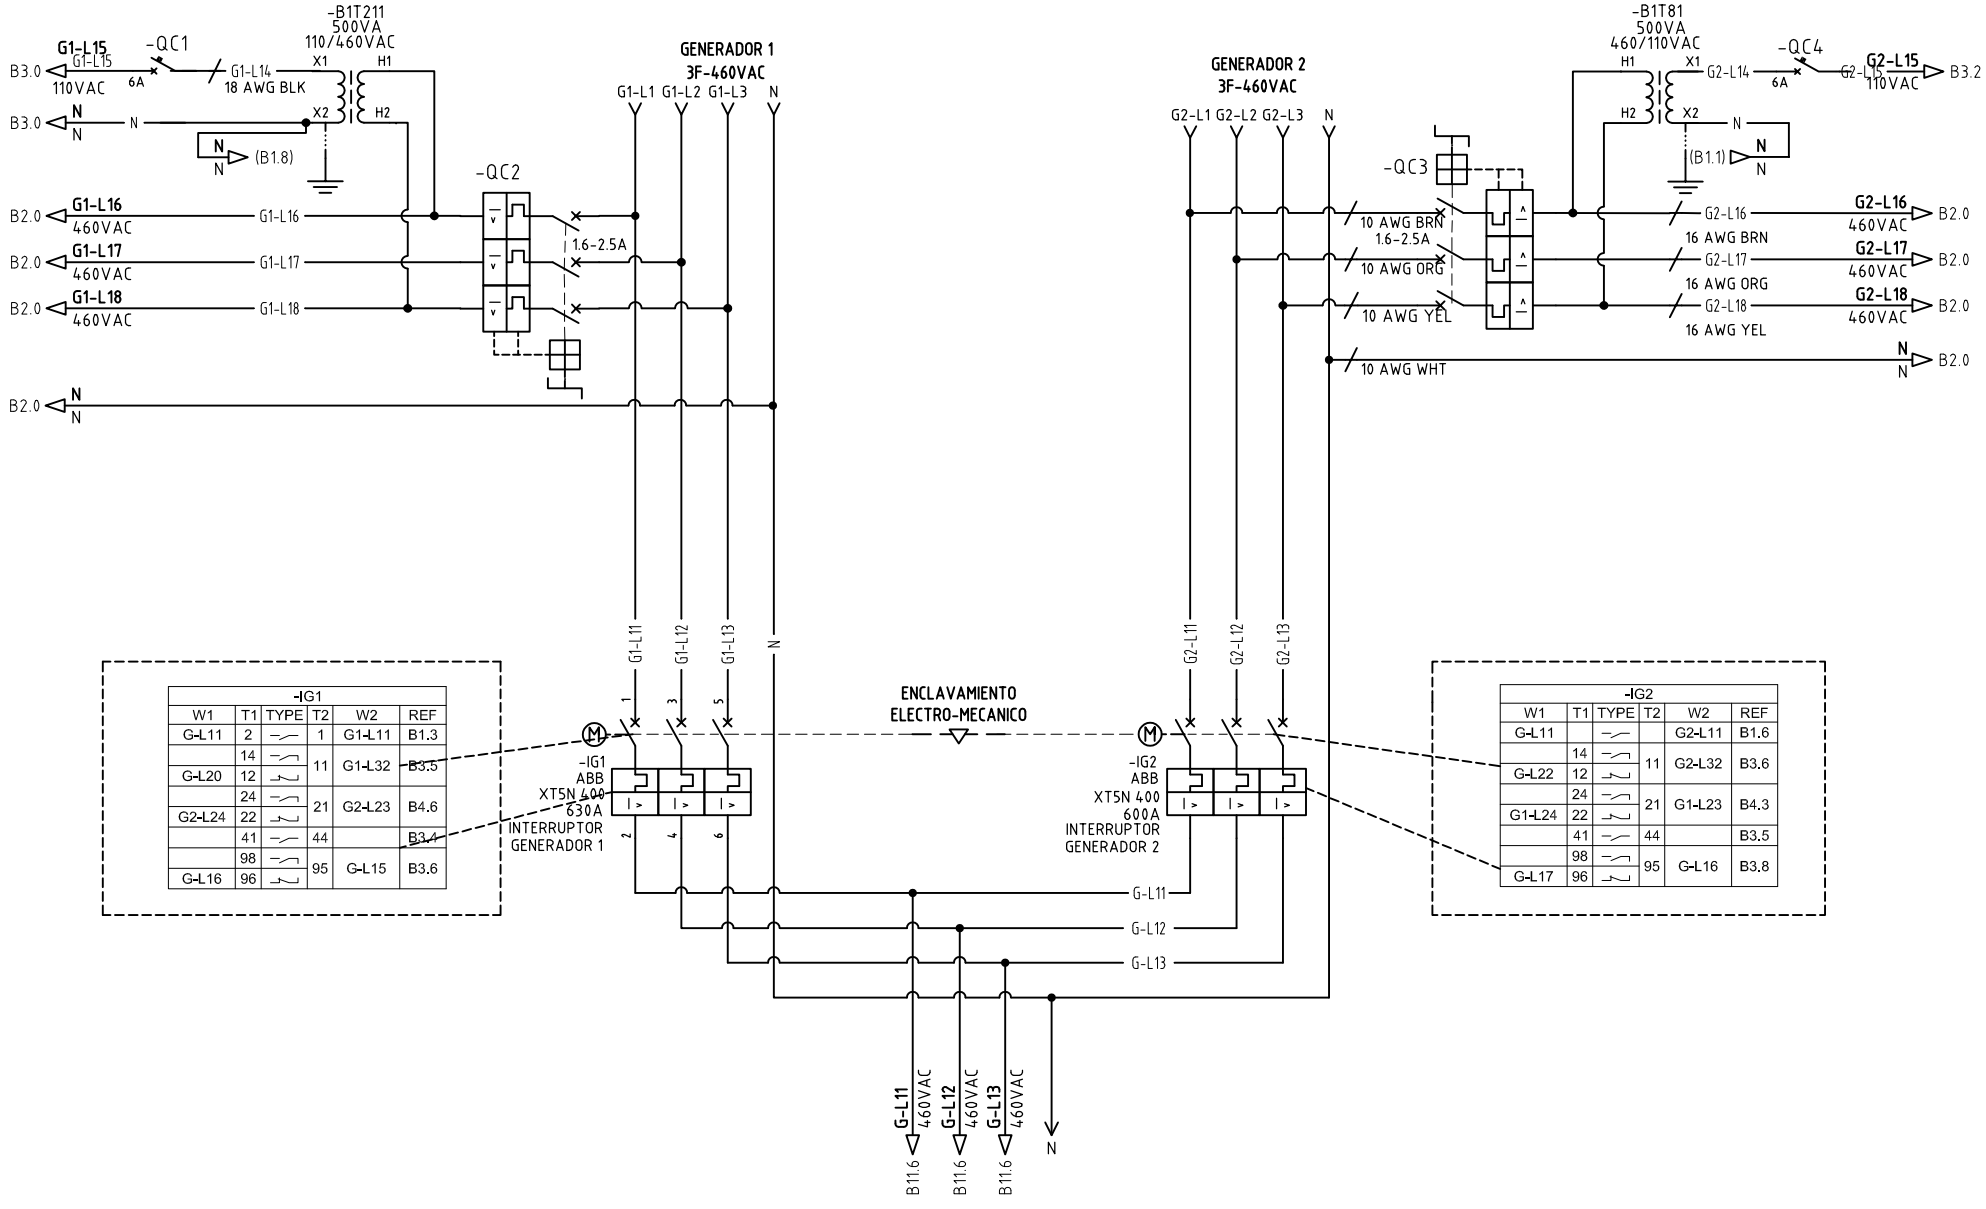 -B1T211
500VA
110/460VAC
G1-L15
G1-L15
-QC1
B3.0
110VAC
6A
G1-L14
18 AWG BLK
X1
H1
X2
H2
B3.0
N
N
N
N
N
(B1.8)
GENERADOR 1
3F-460VAC
G1-L1
G1-L2
G1-L3
N
-QC2
B2.0
G1-L16
460VAC
G1-L16
B2.0
G1-L17
460VAC
G1-L17
B2.0
G1-L18
460VAC
G1-L18
1.6-2.5A
B2.0
N
N
GENERADOR 2
3F-460VAC
G2-L1
G2-L2
G2-L3
N
-B1T81
500VA
460/110VAC
H1
X1
H2
X2
G2-L14
-QC4
6A
G2-L15
G2-L15
110VAC
B3.2
N
(B1.1)
N
N
-QC3
10 AWG BRN
1.6-2.5A
10 AWG ORG
10 AWG YEL
10 AWG WHT
G2-L16
16 AWG BRN
G2-L17
16 AWG ORG
G2-L18
16 AWG YEL
G2-L16
460VAC
B2.0
G2-L17
460VAC
B2.0
G2-L18
460VAC
B2.0
N
N
B2.0
G1-L11
G1-L12
G1-L13
N
G2-L11
G2-L12
G2-L13
-IG1
W1 T1 TYPE T2 W2 REF
G-L11 2 1 G1-L11 B1.3
14
11 G1-L32 B3.5
G-L20 12
24
21 G2-L23 B4.6
G2-L24 22
41 44 B3.4
98
95 G-L15 B3.6
G-L16 96
1
3
5
M
-IG1
ABB
XT5N 400
630A
INTERRUPTOR
GENERADOR 1
I >
I >
I >
2
4
6
ENCLAVAMIENTO
ELECTRO-MECANICO
M
-IG2
ABB
XT5N 400
600A
INTERRUPTOR
GENERADOR 2
I >
I >
I >
-IG2
W1 T1 TYPE T2 W2 REF
G-L11 G2-L11 B1.6
14
11 G2-L32 B3.6
G-L22 12
24
21 G1-L23 B4.3
G1-L24 22
41 44 B3.5
98
95 G-L16 B3.8
G-L17 96
G-L11
G-L12
G-L13
G-L11
460VAC
G-L12
460VAC
G-L13
460VAC
B11.6
B11.6
B11.6
N